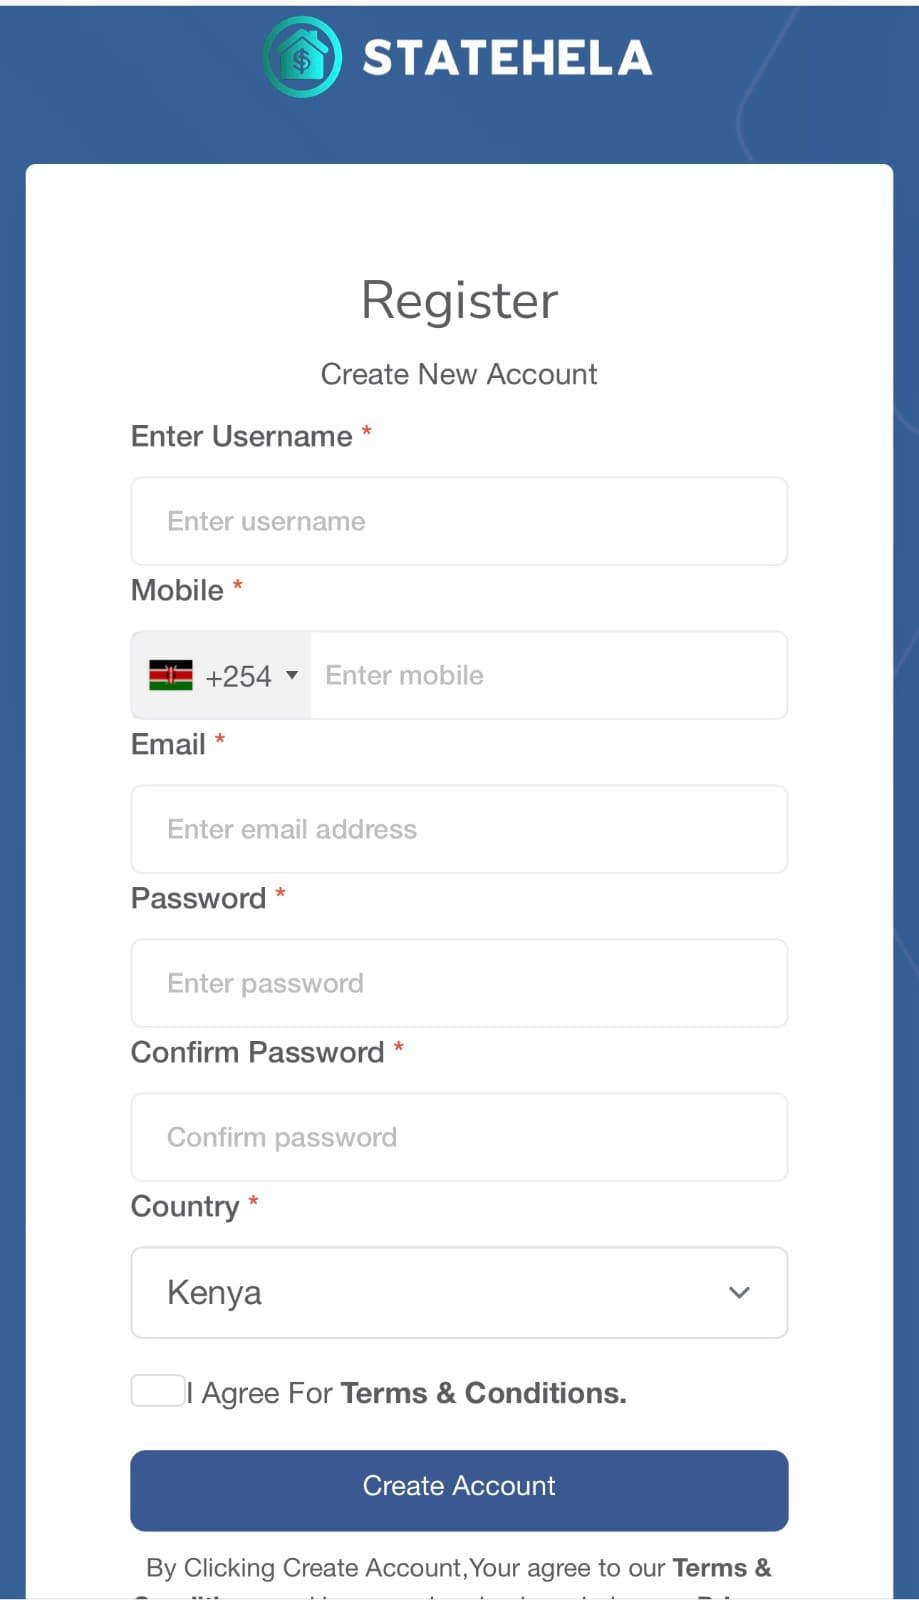 STATEHELA
Register
Create New Account
Enter Username *
Enter username
Mobile *
+254 Enter mobile
Email *
Enter email address
Password *
Enter password
Confirm Password *
Confirm password
Country *
Kenya
I Agree For Terms & Conditions.
Create Account
By Clicking Create Account,Your agree to our Terms &